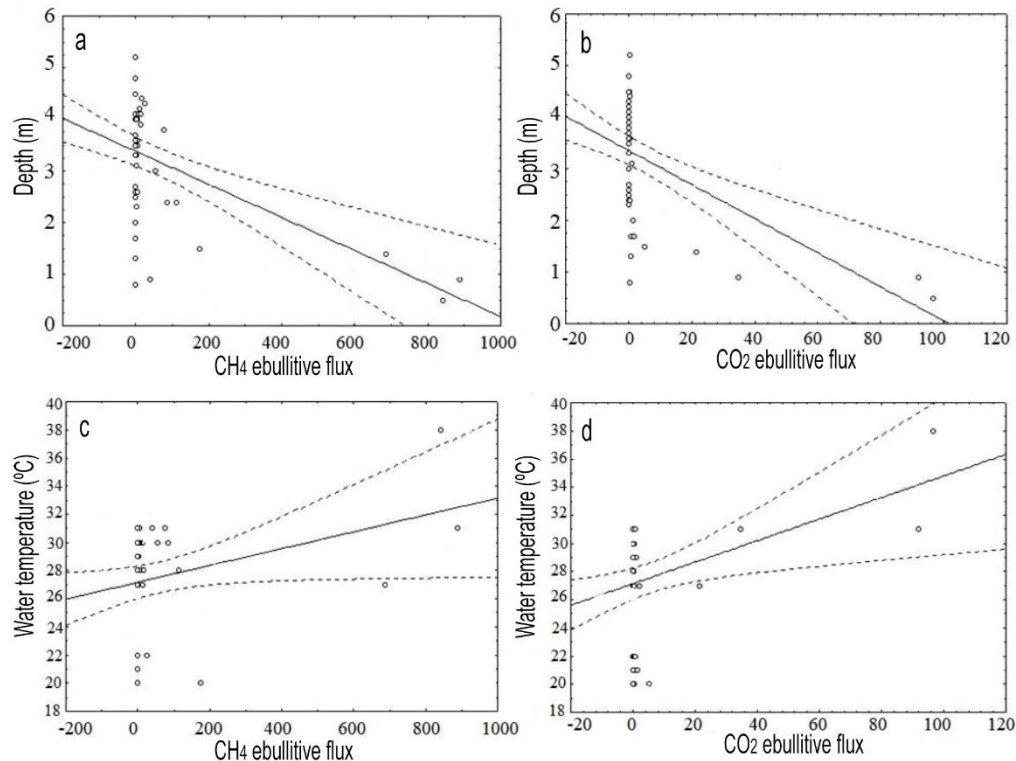 a
6
5
4
3
2
1
0
Depth (m)
-200 0 200 400 600 800 1000
CH4 ebullitive flux
b
6
5
4
3
2
1
0
Depth (m)
-20 0 20 40 60 80 100 120
CO2 ebullitive flux
c
40
38
36
34
32
30
28
26
24
22
20
18
Water temperature (ºC)
-200 0 200 400 600 800 1000
CH4 ebullitive flux
d
40
38
36
34
32
30
28
26
24
22
20
18
Water temperature (ºC)
-20 0 20 40 60 80 100 120
CO2 ebullitive flux